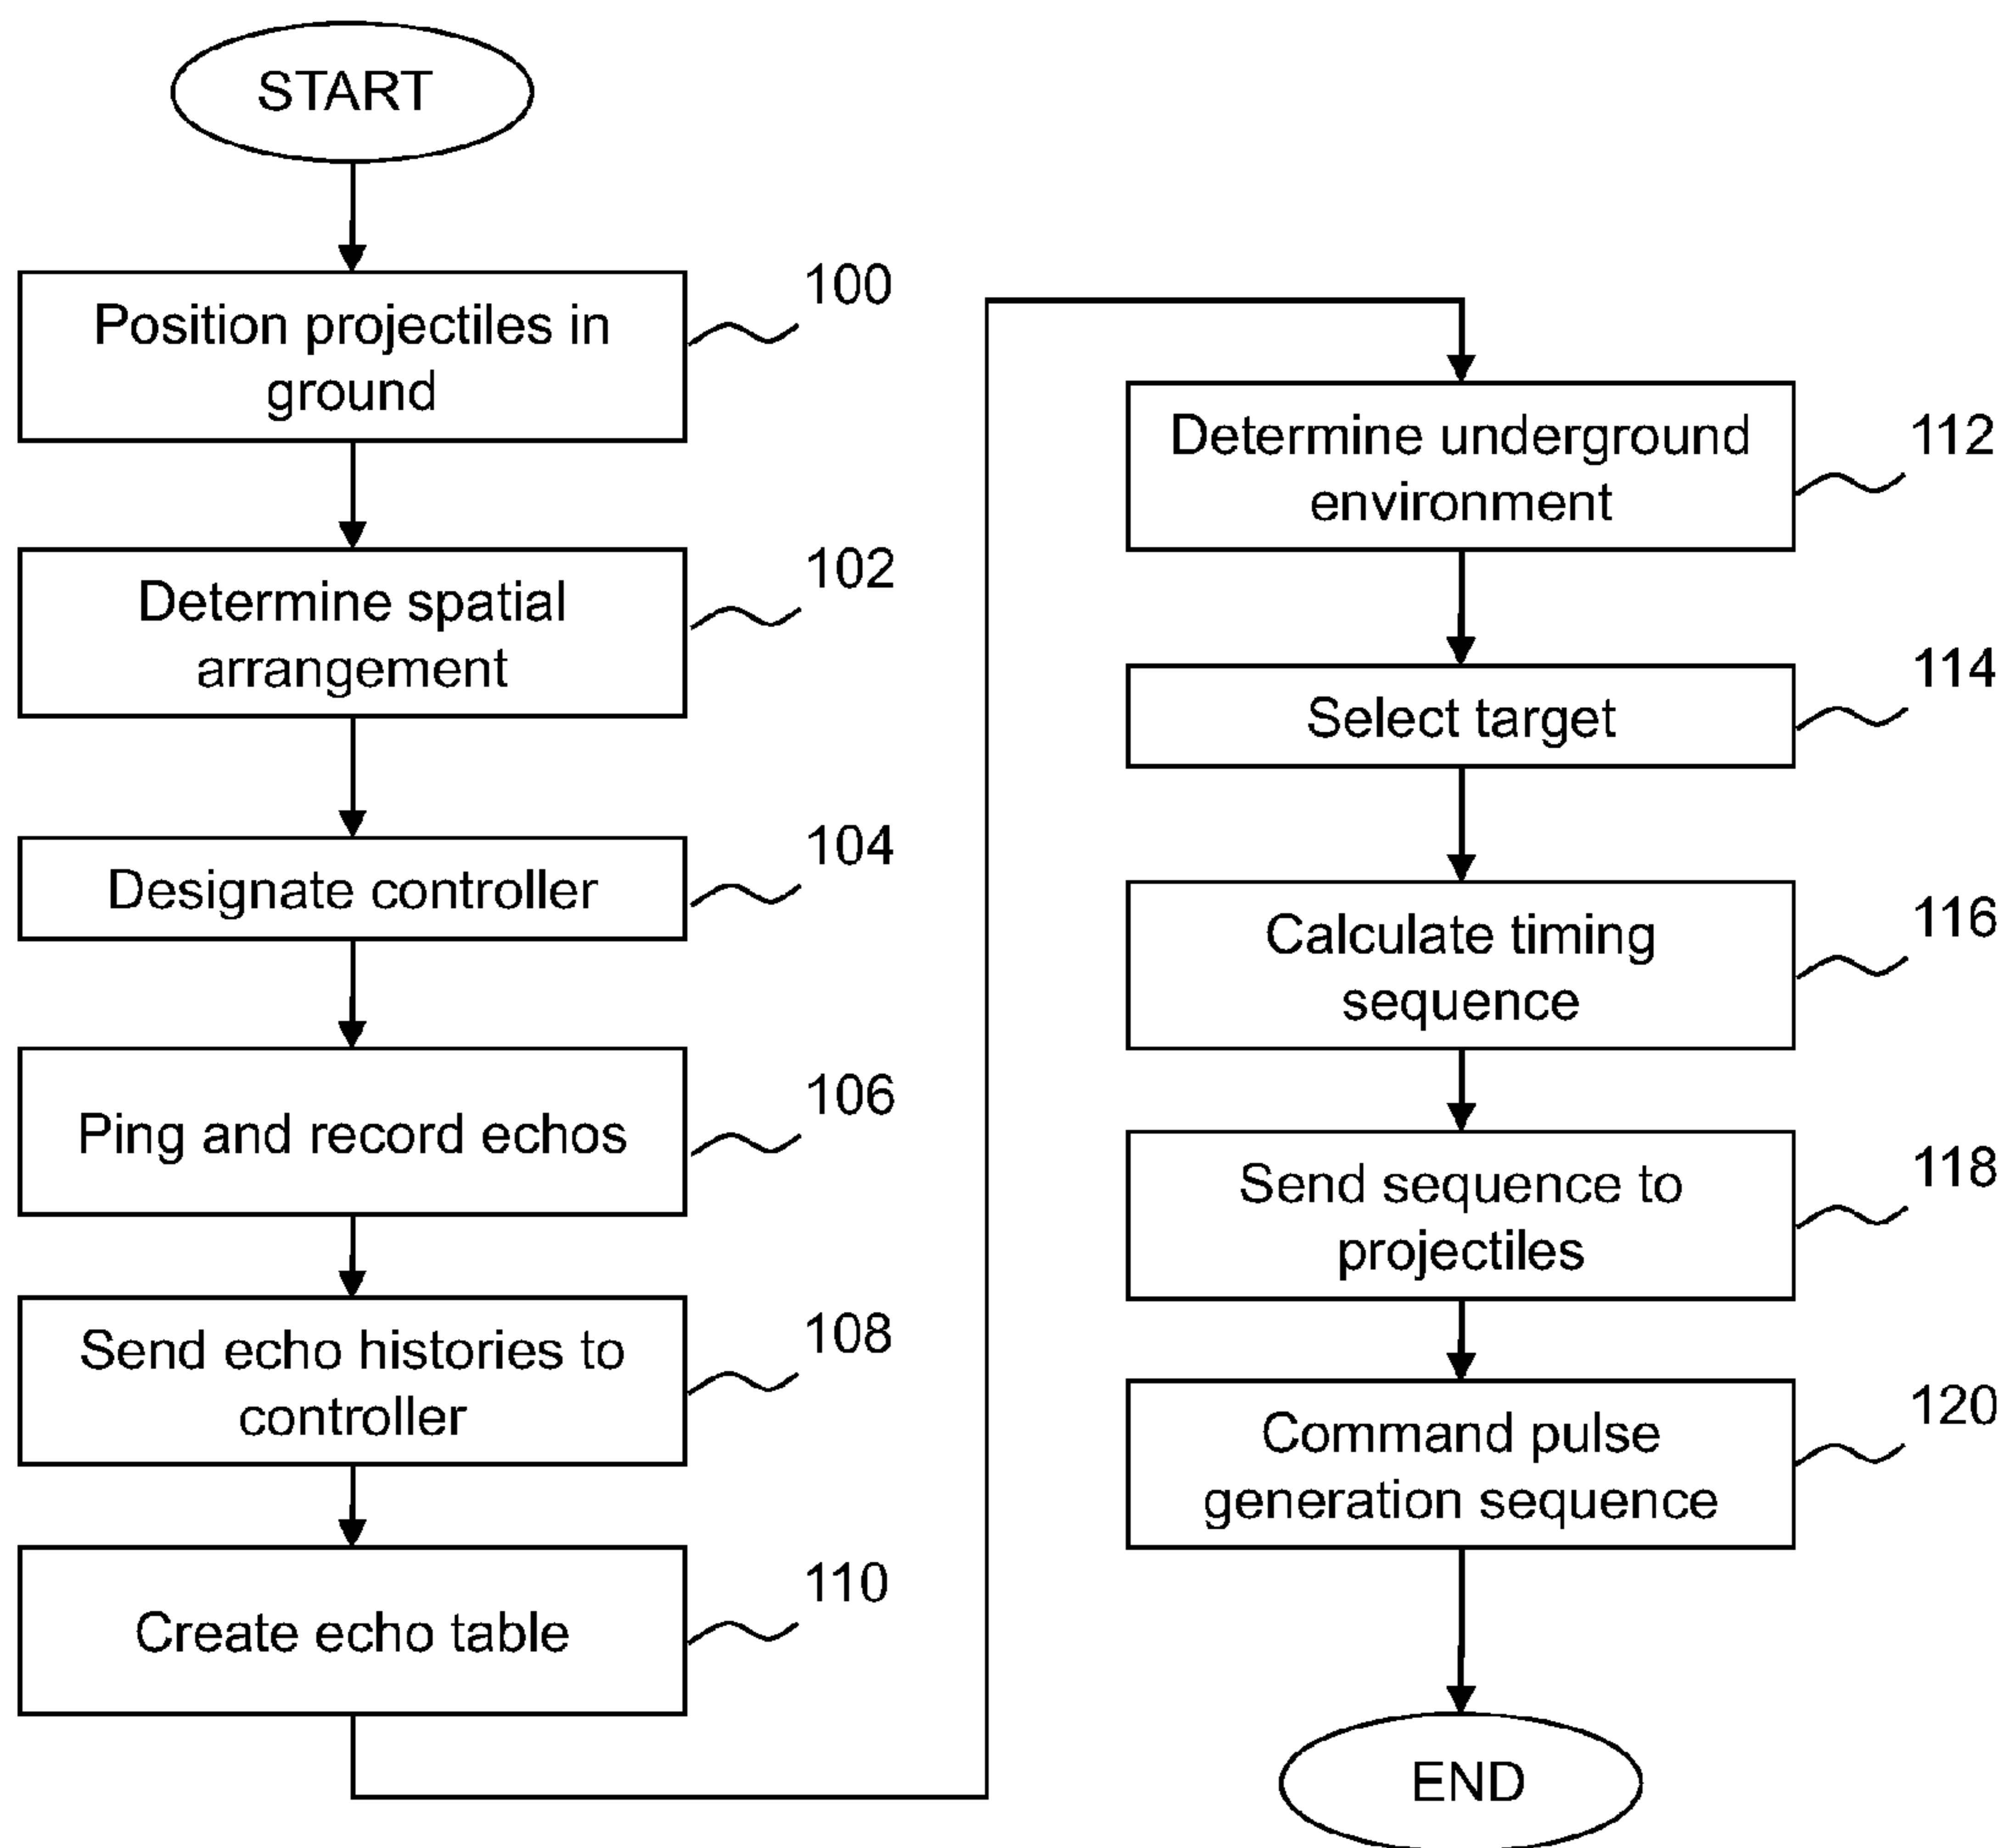 START
Position projectiles in
ground
100
Determine spatial
arrangement
102
Designate controller
104
Ping and record echos
106
Send echo histories to
controller
108
Create echo table
110
Determine underground
environment
112
Select target
114
Calculate timing
sequence
116
Send sequence to
projectiles
118
Command pulse
generation sequence
120
END